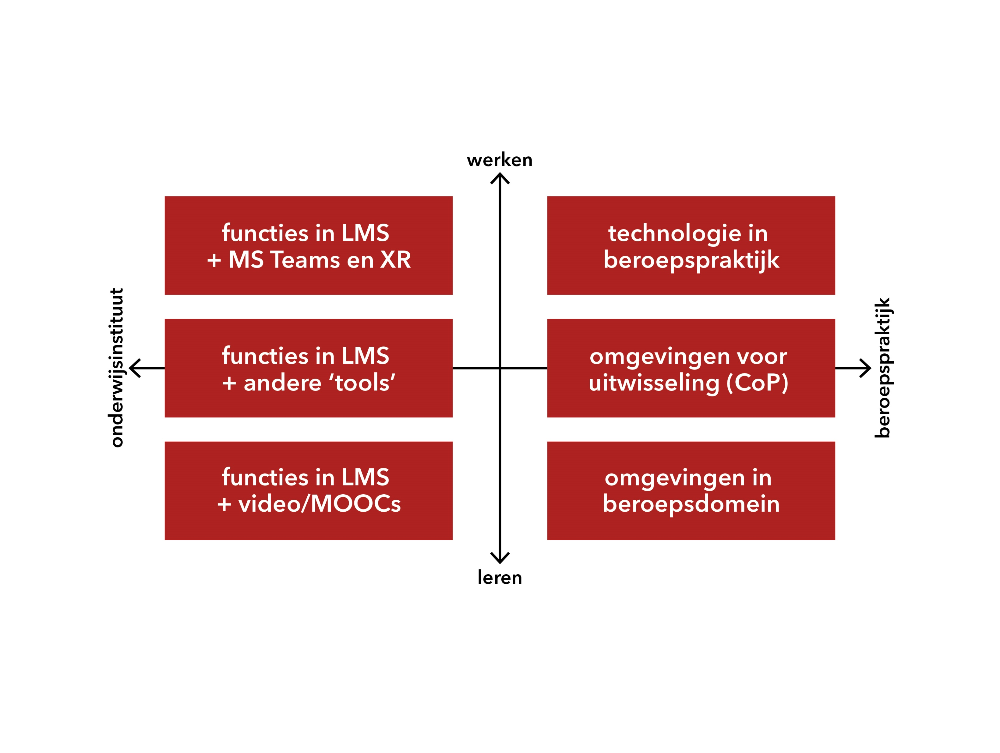 werken
functies in LMS
+ MS Teams en XR
technologie in
beroepspraktijk
onderwijsinstituut
functies in LMS
+ andere ‘tools’
omgevingen voor
uitwisseling (CoP)
beroepspraktijk
functies in LMS
+ video/MOOCs
omgevingen in
beroepsdomein
leren